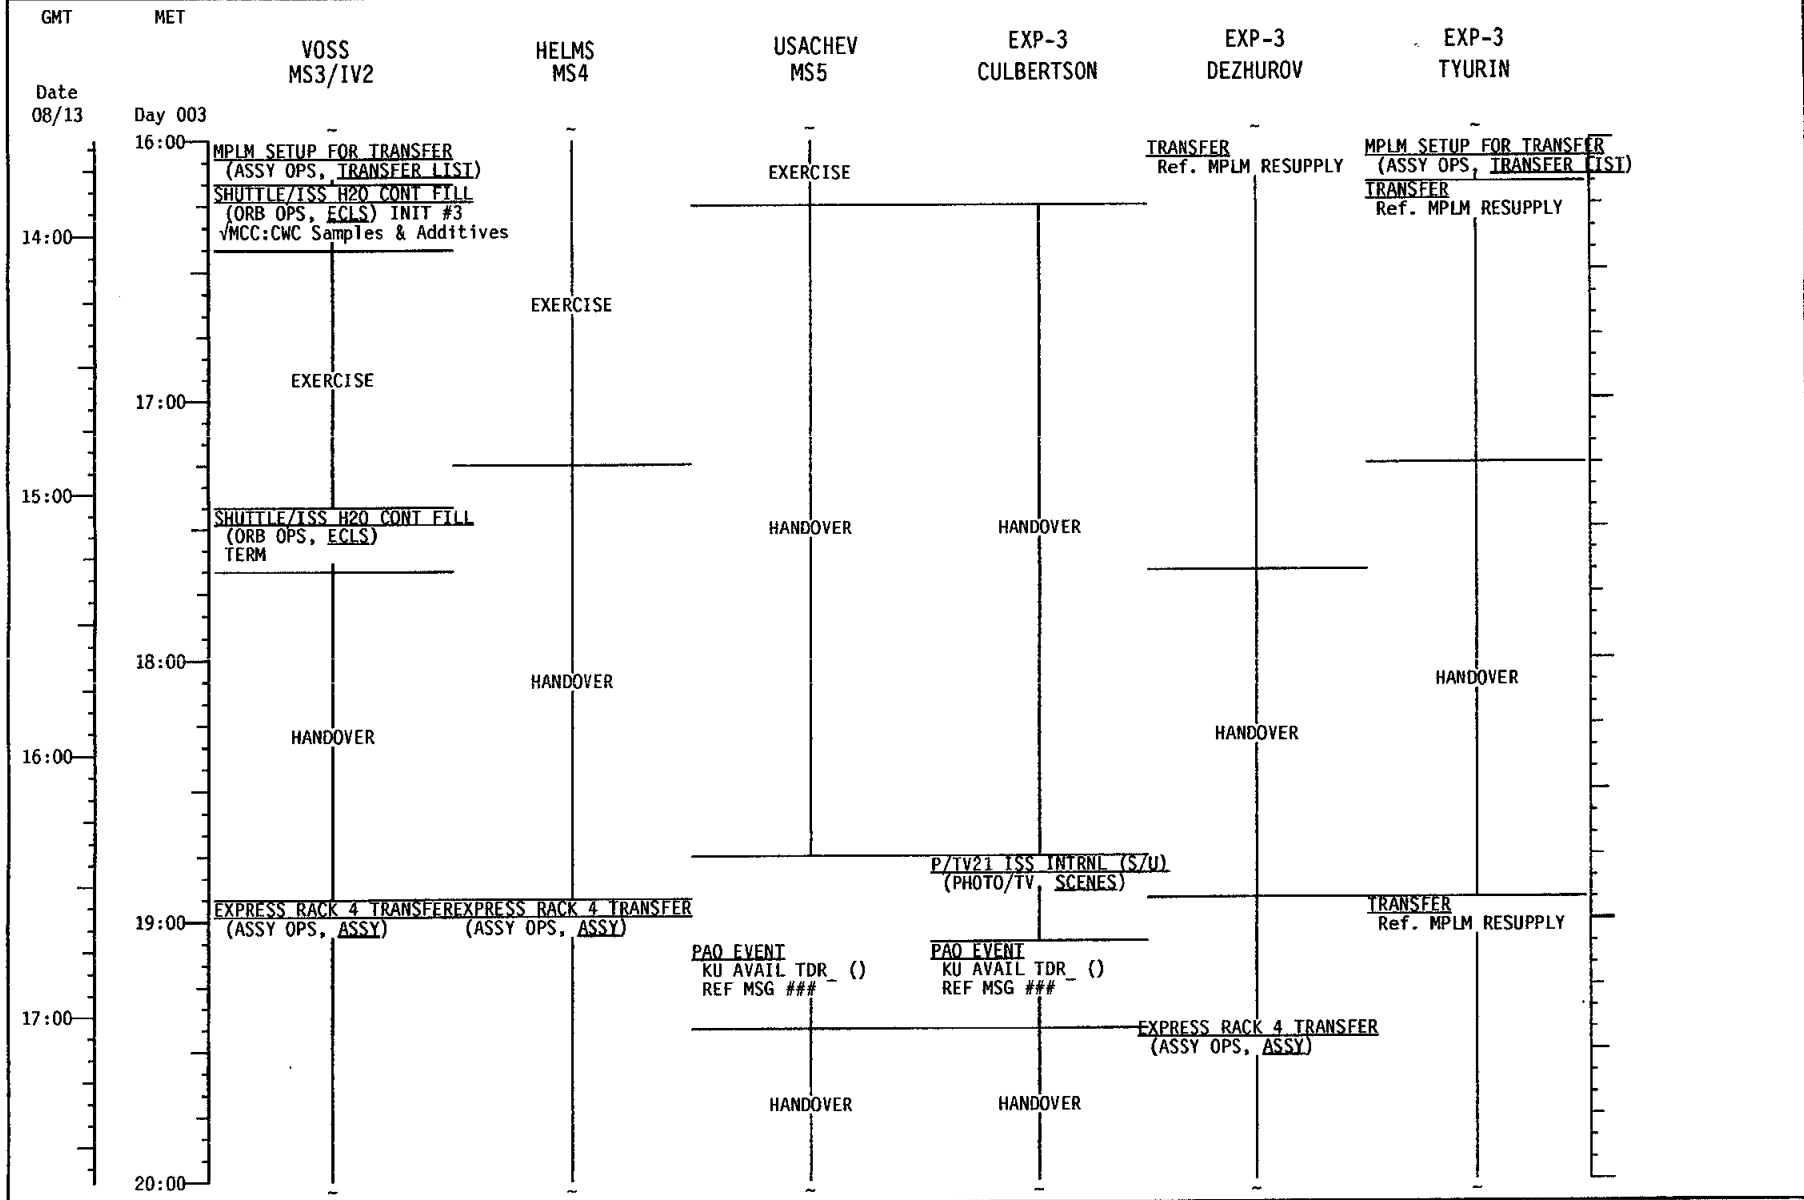 GMT MET
VOSS
MS3/IV2
HELMS
MS4
USACHEV
MS5
EXP-3
CULBERTSON
EXP-3
DEZHUROV
EXP-3
TYURIN
Date
08/13
Day 003
16:00
MPLM SETUP FOR TRANSFER
(ASSY OPS, TRANSFER LIST)
SHUTTLE/ISS H2O CONT FILL
(ORB OPS, ECLS) INIT #3
√MCC:CWC Samples & Additives
EXERCISE
TRANSFER
Ref. MPLM RESUPPLY
MPLM SETUP FOR TRANSFER
(ASSY OPS, TRANSFER LIST)
TRANSFER
Ref. MPLM RESUPPLY
14:00
EXERCISE
EXERCISE
17:00
15:00
SHUTTLE/ISS H2O CONT FILL
(ORB OPS, ECLS)
TERM
HANDOVER
HANDOVER
18:00
HANDOVER
HANDOVER
HANDOVER
HANDOVER
16:00
P/TV21 ISS INTRNL (S/U)
(PHOTO/TV, SCENES)
EXPRESS RACK 4 TRANSFER
(ASSY OPS, ASSY)
EXPRESS RACK 4 TRANSFER
(ASSY OPS, ASSY)
TRANSFER
Ref. MPLM RESUPPLY
19:00
PAO EVENT
KU AVAIL TDR_ ()
REF MSG ###
PAO EVENT
KU AVAIL TDR_ ()
REF MSG ###
17:00
EXPRESS RACK 4 TRANSFER
(ASSY OPS, ASSY)
HANDOVER
HANDOVER
20:00